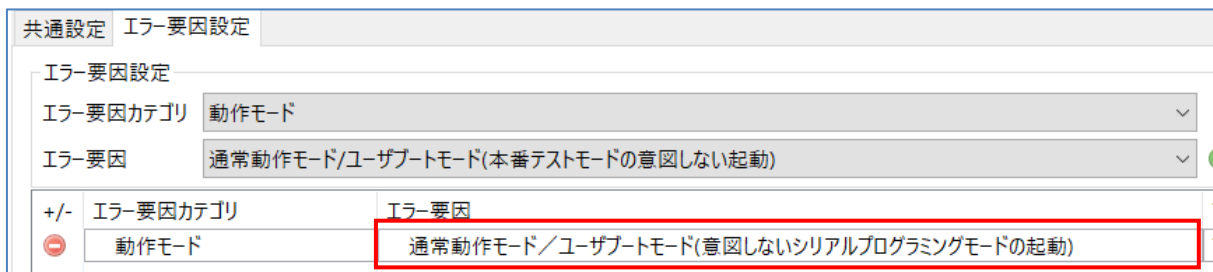 共通設定 エラー要因設定
エラー要因設定
エラー要因カテゴリ 動作モード
エラー要因 通常動作モード/ユーザブートモード(本番テストモードの意図しない起動)
+/- エラー要因カテゴリ エラー要因
動作モード 通常動作モード／ユーザブートモード(意図しないシリアルプログラミングモードの起動)